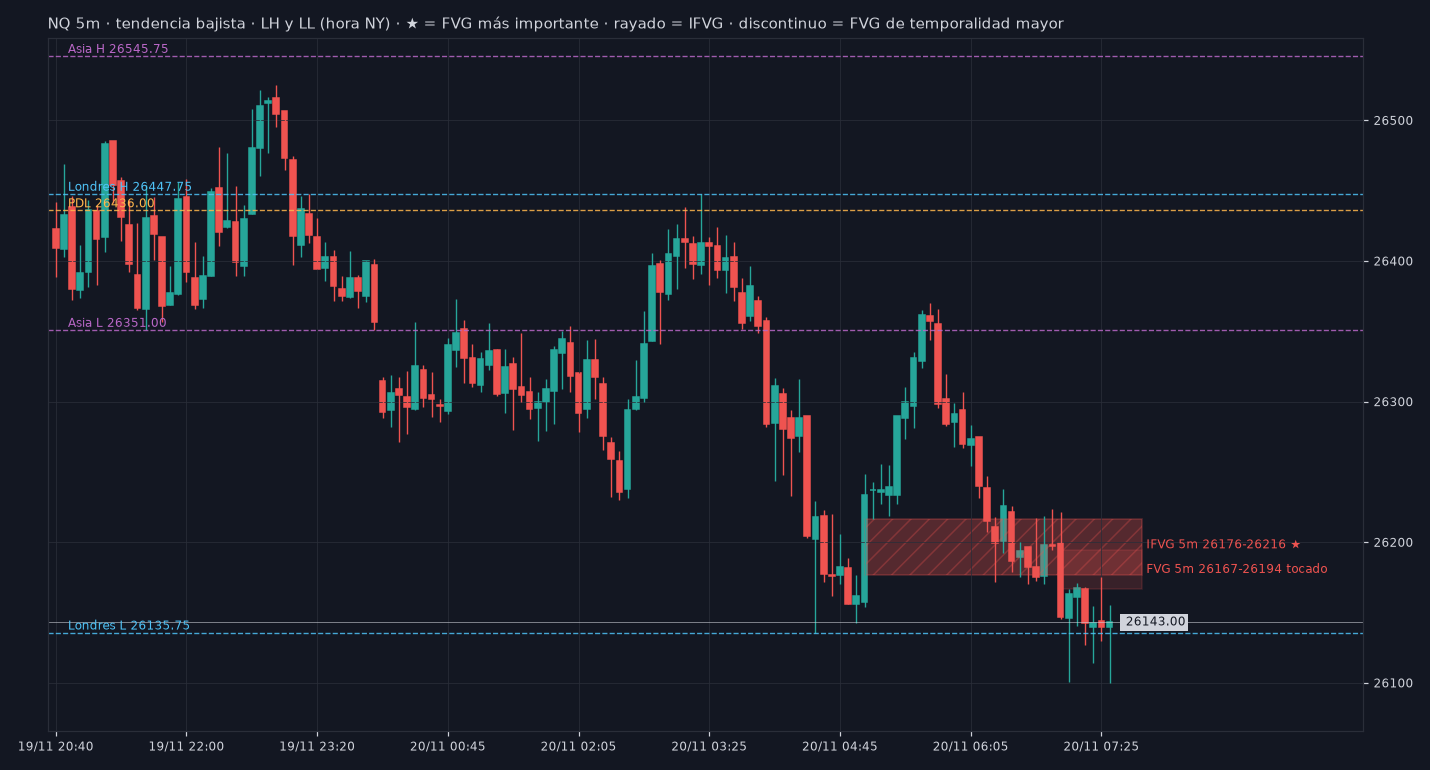 NQ 5m · tendencia bajista · LH y LL (hora NY) · ★ = FVG más importante · rayado = IFVG · discontinuo = FVG de temporalidad mayor
Asia H 26545.75
26500
Londres H 26447.75
PDL 26436.00
26400
Asia L 26351.00
26300
26200
IFVG 5m 26176-26216 ★
FVG 5m 26167-26194 tocado
Londres L 26135.75
26143.00
26100
19/11 20:40
19/11 22:00
19/11 23:20
20/11 00:45
20/11 02:05
20/11 03:25
20/11 04:45
20/11 06:05
20/11 07:25